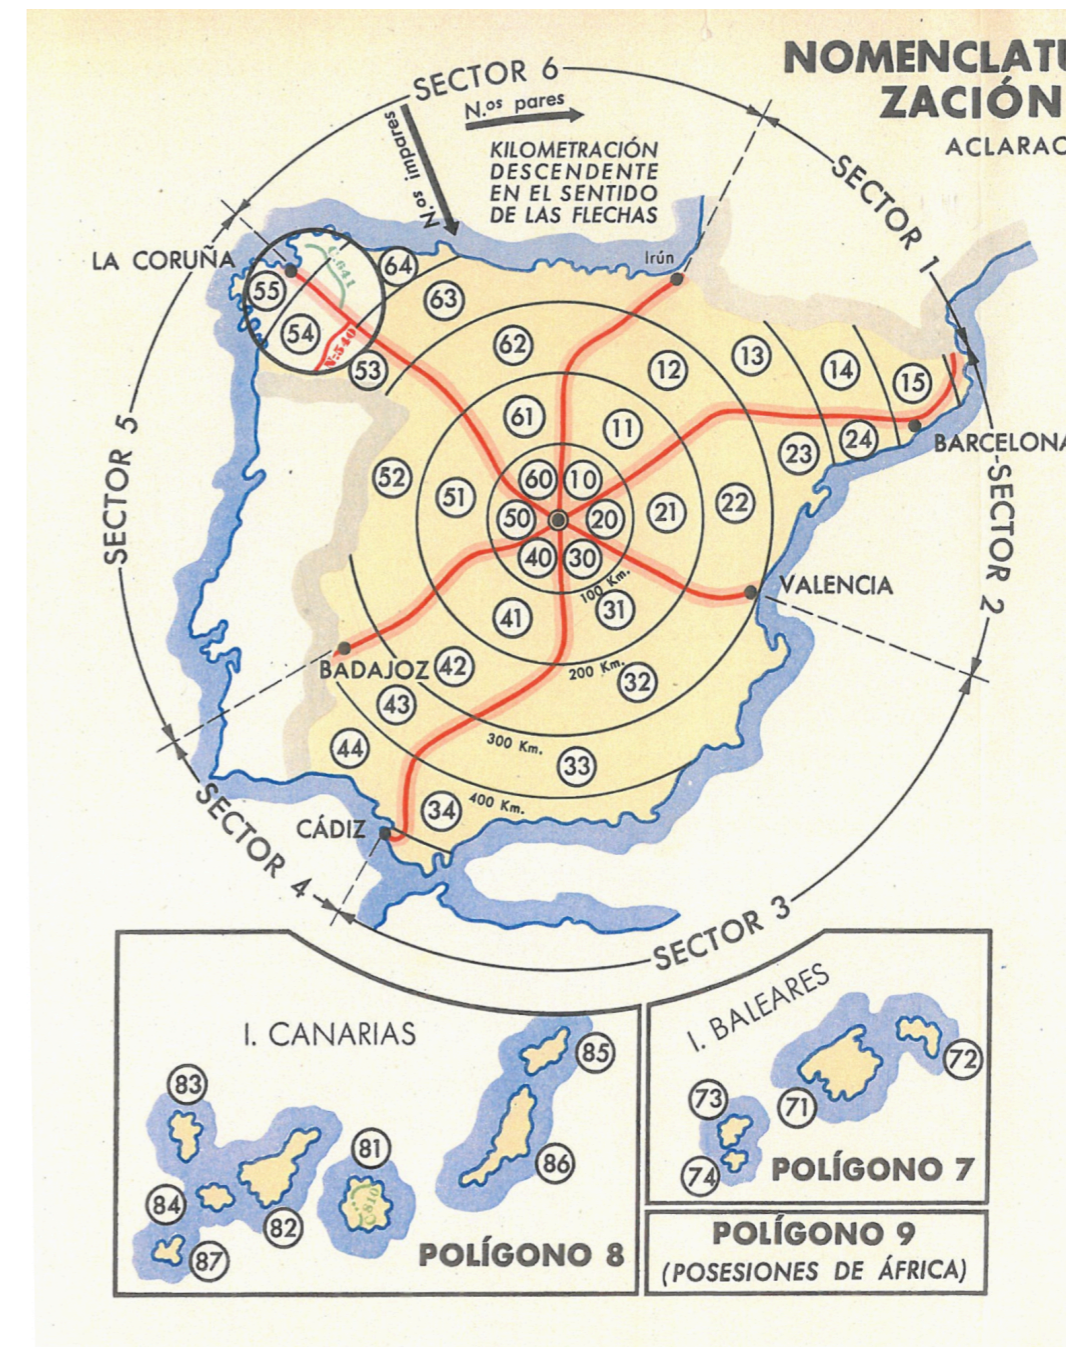 NOMENCLATU
ZACIÓN
ACLARAC
SECTOR 6
N.os pares
N.os impares
KILOMETRACIÓN
DESCENDENTE
EN EL SENTIDO
DE LAS FLECHAS
SECTOR 1
LA CORUÑA
Irún
C-641
64
55
63
54
N-540
53
62
12
13
14
15
61
11
BARCELONA
24
23
SECTOR 5
52
51
60
10
50
20
21
22
40
30
SECTOR 2
100 Km.
VALENCIA
41
31
200 Km.
BADAJOZ
42
32
43
44
300 Km.
33
34
400 Km.
CÁDIZ
SECTOR 4
SECTOR 3
I. CANARIAS
83
85
81
84
C-810
86
82
87
POLÍGONO 8
I. BALEARES
72
73
71
74
POLÍGONO 7
POLÍGONO 9
(POSESIONES DE ÁFRICA)